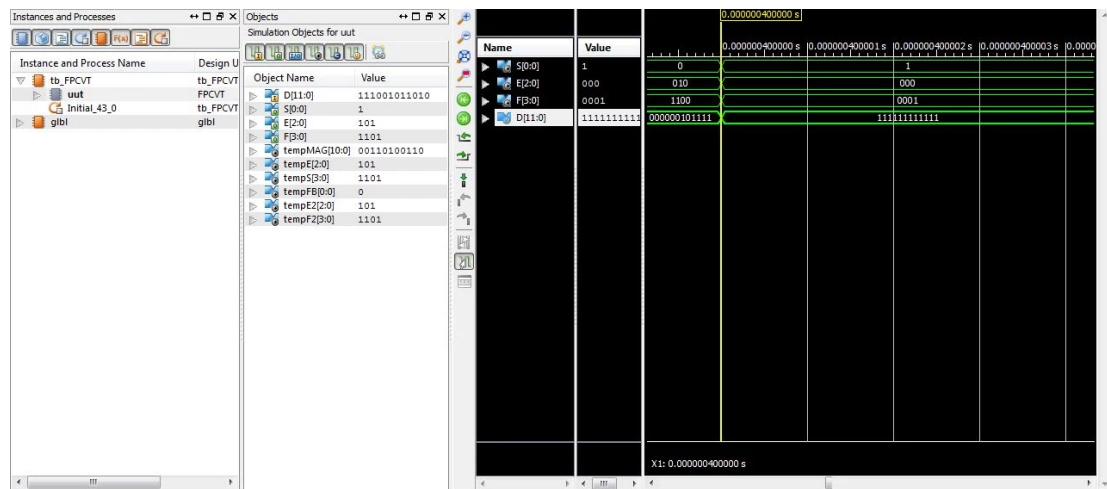 Instances and Processes
Instance and Process Name Design U
tb_FPCVT tb_FPCVT
uut FPCVT
Initial_43_0 tb_FPCVT
glbl glbl
Objects
Simulation Objects for uut
Object Name Value
D[11:0] 111001011010
S[0:0] 1
E[2:0] 101
F[3:0] 1101
tempMAG[10:0] 00110100110
tempE[2:0] 101
tempS[3:0] 1101
tempFB[0:0] 0
tempE2[2:0] 101
tempF2[3:0] 1101
0.000000400000 s
Name Value 0.000000400000 s 0.000000400001 s 0.000000400002 s 0.000000400003 s 0.0000
S[0:0] 1 0 1
E[2:0] 000 010 000
F[3:0] 0001 1100 0001
D[11:0] 1111111111 000000101111 111111111111
X1: 0.000000400000 s